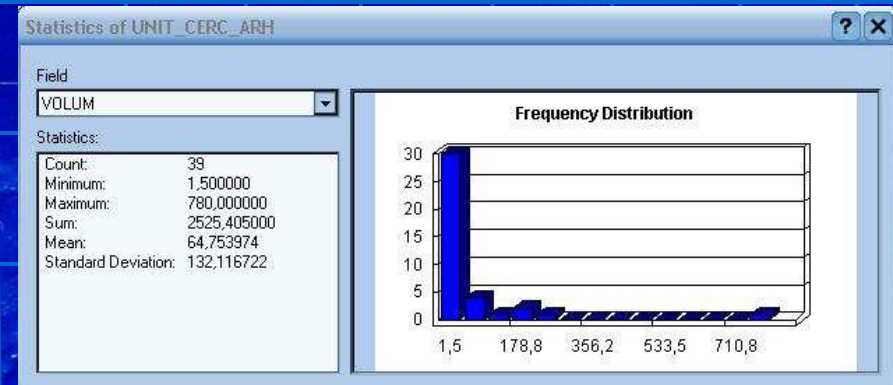 Statistics of UNIT_CERC_ARH
Field
VOLUM
Statistics:
Count: 39
Minimum: 1,500000
Maximum: 780,000000
Sum: 2525,405000
Mean: 64,753974
Standard Deviation: 132,116722
Frequency Distribution
30
25
20
15
10
5
0
1,5 178,8 356,2 533,5 710,8